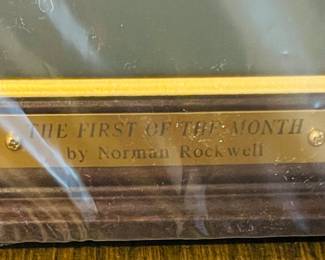 THE FIRST OF THE MONTH
by Norman Rockwell